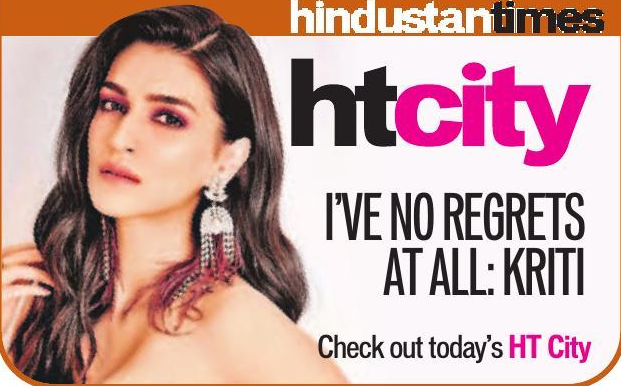 hindustantimes
htcity
I'VE NO REGRETS
AT ALL: KRITI
Check out today's HT City